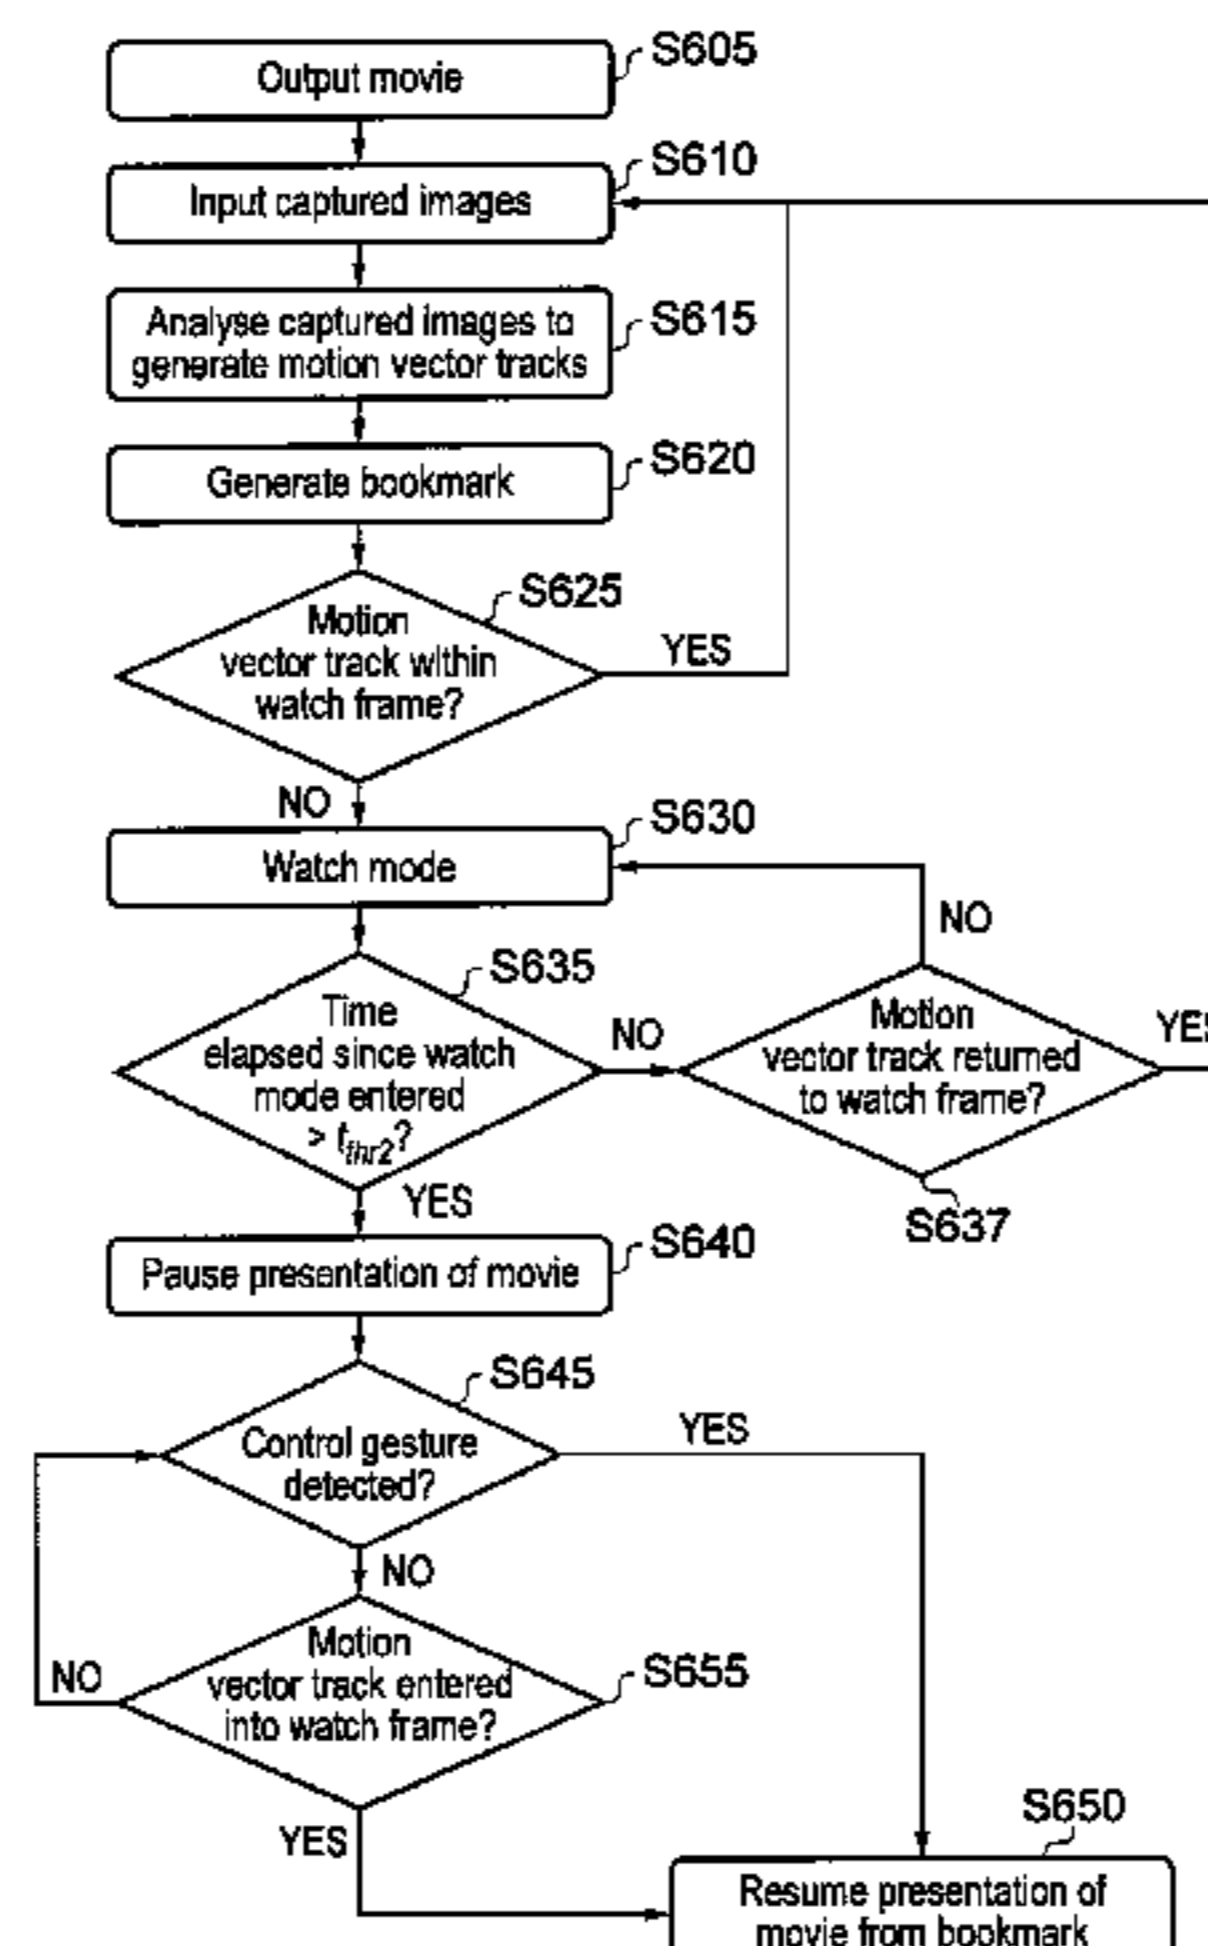 S605
Output movie
S610
Input captured images
S615
Analyse captured images to
generate motion vector tracks
S620
Generate bookmark
S625
Motion
vector track within
watch frame?
YES
NO
S630
Watch mode
NO
S635
Time
elapsed since watch
mode entered
> tthr2?
NO
Motion
vector track returned
to watch frame?
YES
S637
YES
S640
Pause presentation of movie
S645
Control gesture
detected?
YES
NO
Motion
vector track entered
into watch frame?
S655
NO
YES
S650
Resume presentation of
movie from bookmark